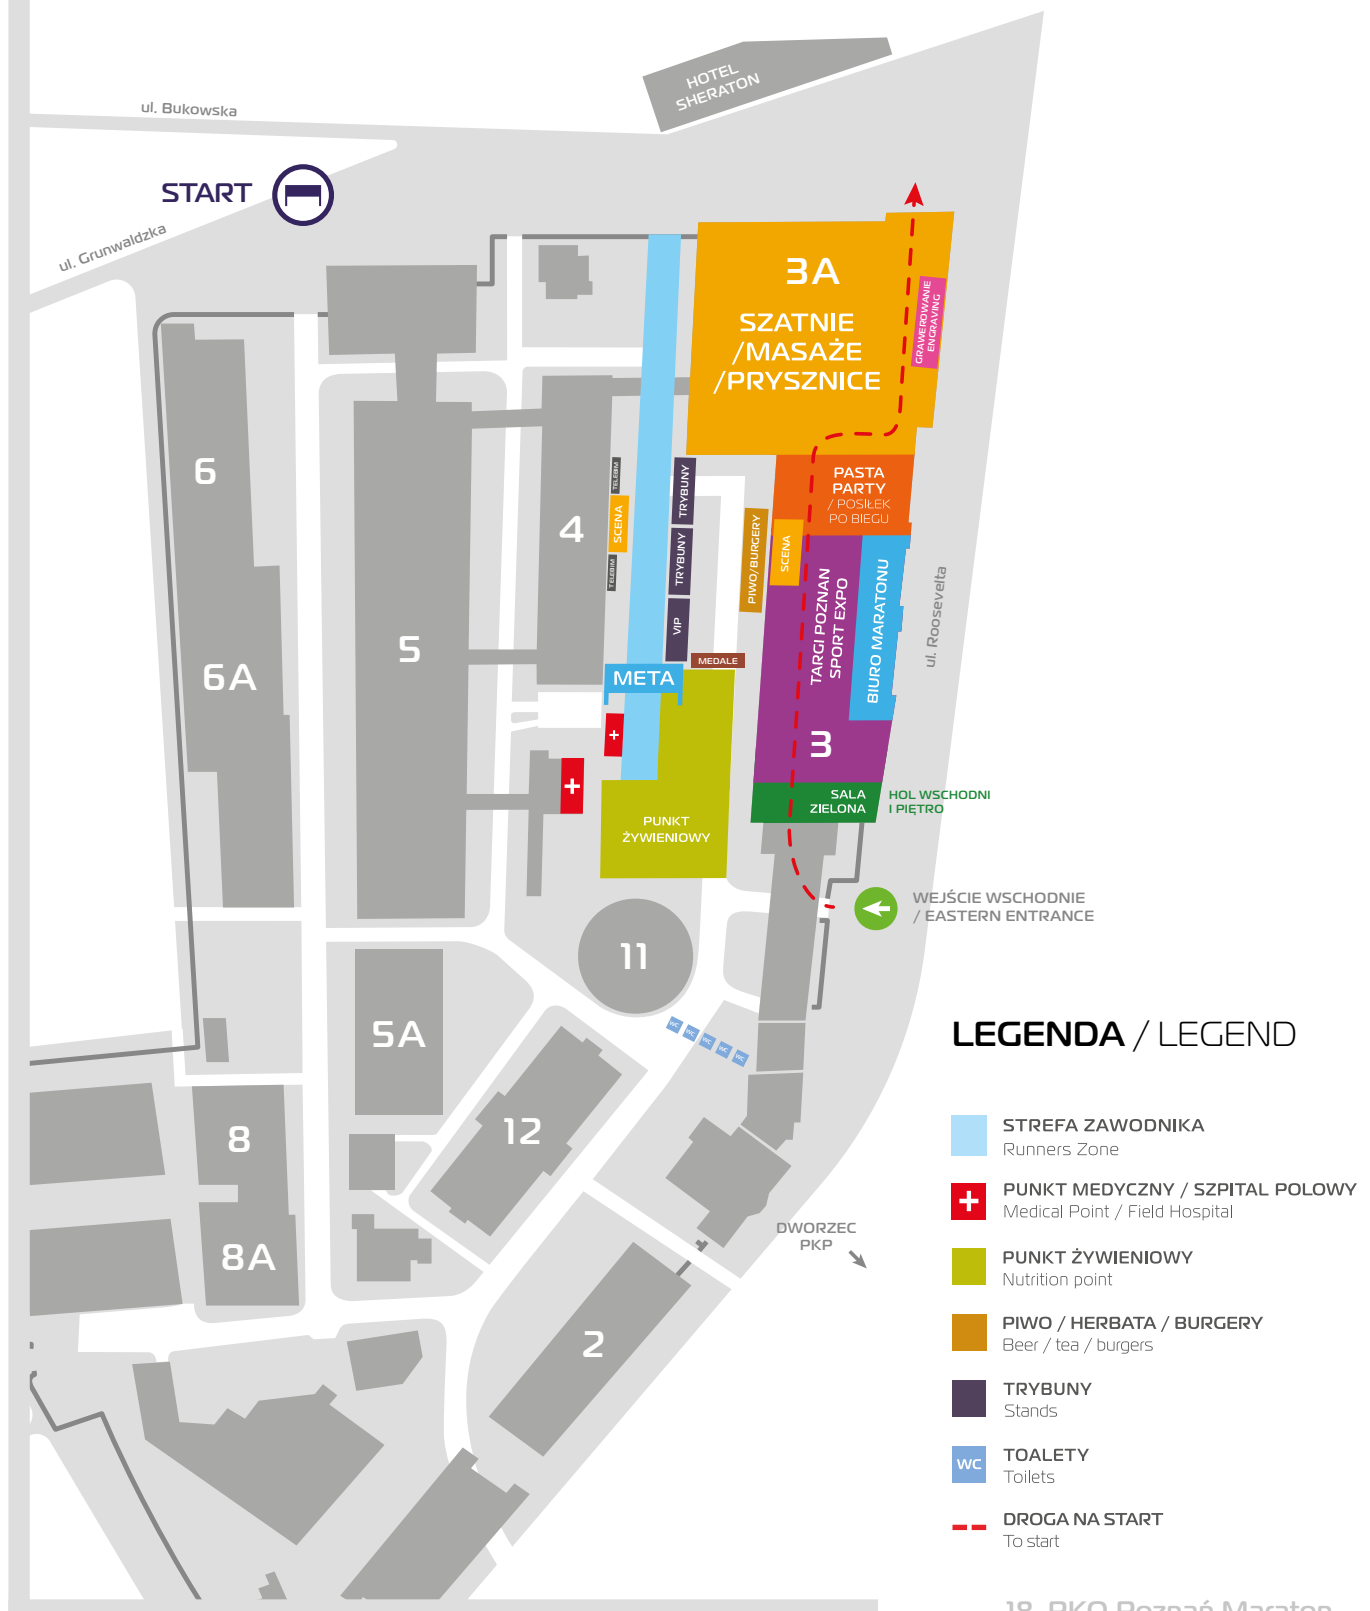 HOTEL
SHERATON
ul. Bukowska
START
ul. Grunwaldzka
3A
SZATNIE
/MASAŻE
/PRYSZNICE
GRAWEROWANIE
ENGRAVING
6
6A
5
4
TELEBIM
SCENA
TELEBIM
TRYBUNY
TRYBUNY
VIP
MEDALE
META
PIWO/BURGERY
PASTA
PARTY
/ POSIŁEK
PO BIEGU
SCENA
TARGI POZNAN
SPORT EXPO
BIURO MARATONU
ul. Roosevelta
3
SALA
ZIELONA
HOL WSCHODNI
I PIĘTRO
PUNKT
ŻYWIENIOWY
WEJŚCIE WSCHODNIE
/ EASTERN ENTRANCE
11
5A
WC
WC
WC
WC
WC
12
8
8A
DWORZEC
PKP
2
LEGENDA / LEGEND
STREFA ZAWODNIKA
Runners Zone
PUNKT MEDYCZNY / SZPITAL POLOWY
Medical Point / Field Hospital
PUNKT ŻYWIENIOWY
Nutrition point
PIWO / HERBATA / BURGERY
Beer / tea / burgers
TRYBUNY
Stands
WC
TOALETY
Toilets
DROGA NA START
To start
18. PKO Poznań Maraton